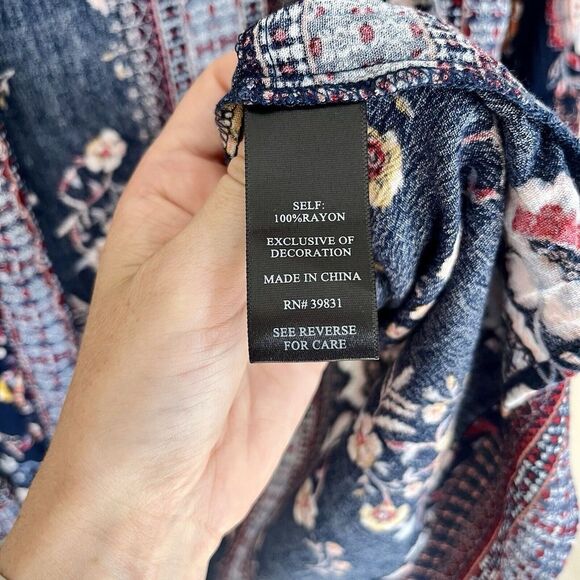 SELF:
100%RAYON
EXCLUSIVE OF
DECORATION
MADE IN CHINA
RN# 39831
SEE REVERSE
FOR CARE